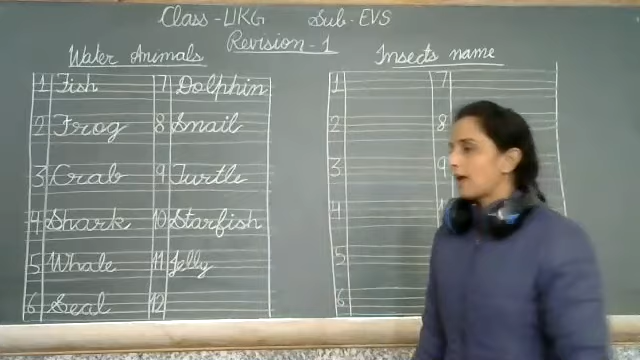 Class - UKG Sub - EVS
Revision - 1
Water Animals
1 Fish 7 Dolphin
2 Frog 8 Snail
3 Crab 9 Turtle
4 Shark 10 Starfish
5 Whale 11 Jelly
6 Seal 12
Insects name
1 7
2 8
3 9
4
5
6